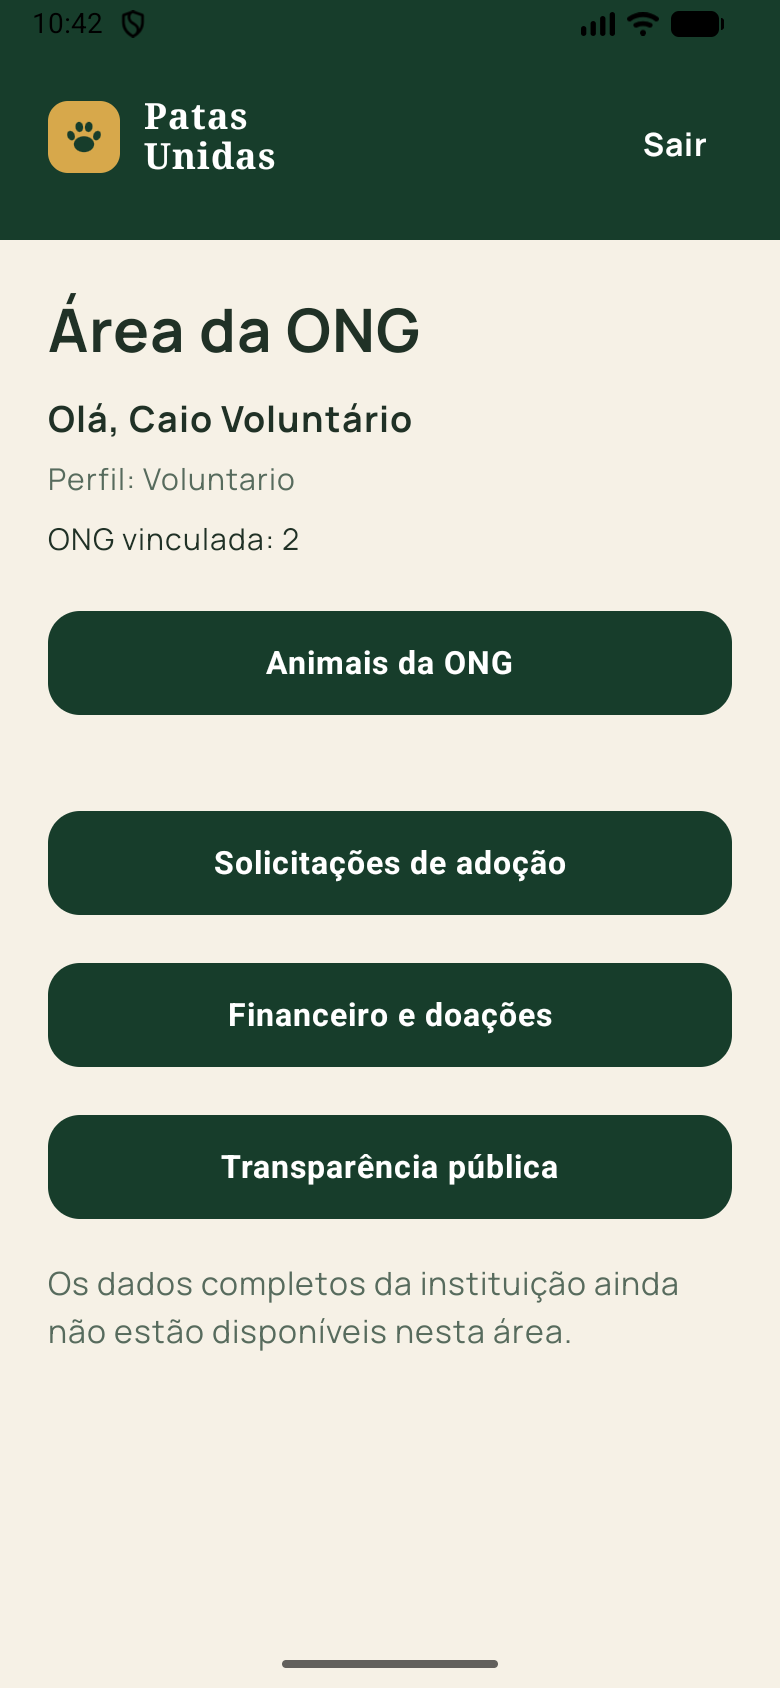 10:42
Patas
Unidas
Sair
Área da ONG
Olá, Caio Voluntário
Perfil: Voluntario
ONG vinculada: 2
Animais da ONG
Solicitações de adoção
Financeiro e doações
Transparência pública
Os dados completos da instituição ainda
não estão disponíveis nesta área.